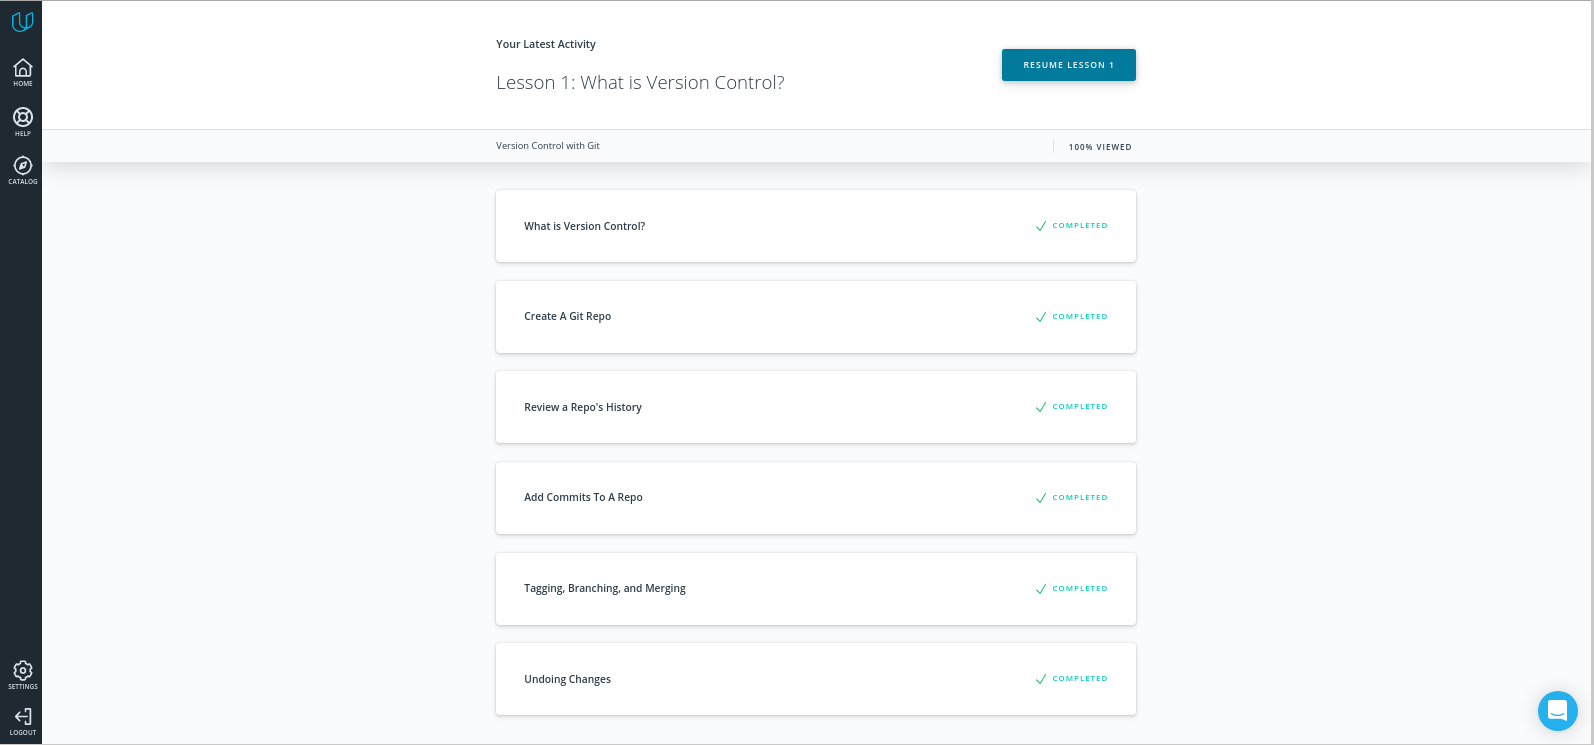 HOME
HELP
CATALOG
SETTINGS
LOGOUT
Your Latest Activity
Lesson 1: What is Version Control?
RESUME LESSON 1
Version Control with Git
100% VIEWED
What is Version Control?
COMPLETED
Create A Git Repo
COMPLETED
Review a Repo's History
COMPLETED
Add Commits To A Repo
COMPLETED
Tagging, Branching, and Merging
COMPLETED
Undoing Changes
COMPLETED